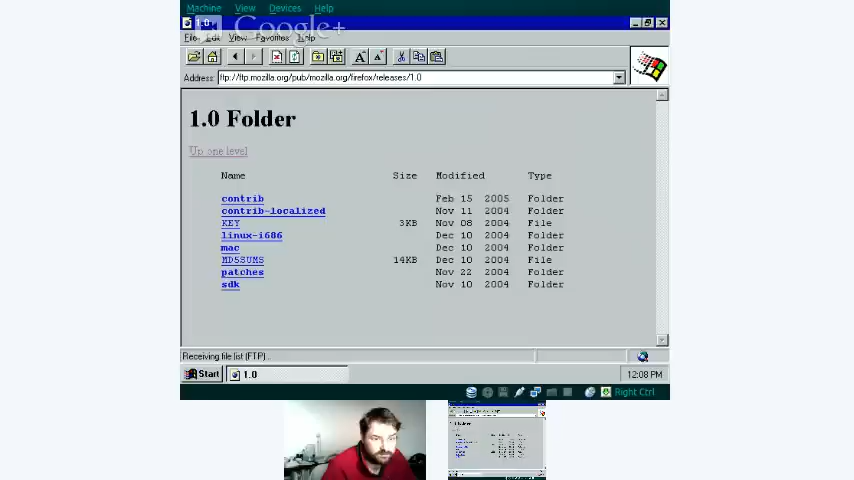 Machine View Devices Help
1.0
Google+
File Edit View Favorites Help
Address: ftp://ftp.mozilla.org/pub/mozilla.org/firefox/releases/1.0
1.0 Folder
Up one level
Name Size Modified Type
contrib Feb 15 2005 Folder
contrib-localized Nov 11 2004 Folder
KEY 3KB Nov 08 2004 File
linux-i686 Dec 10 2004 Folder
mac Dec 10 2004 Folder
MD5SUMS 14KB Dec 10 2004 File
patches Nov 22 2004 Folder
sdk Nov 10 2004 Folder
Receiving file list (FTP)..
Start 1.0 12:08 PM
Right Ctrl